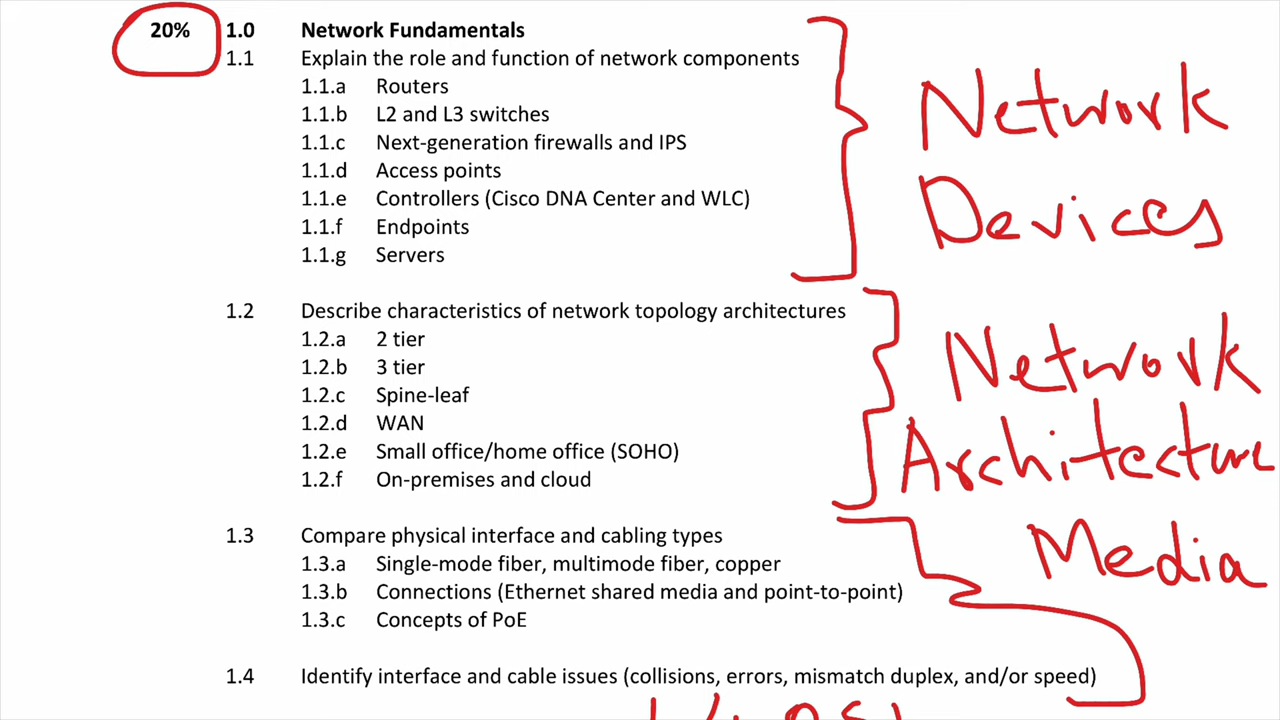 20% 1.0 Network Fundamentals
1.1 Explain the role and function of network components
1.1.a Routers
1.1.b L2 and L3 switches
1.1.c Next-generation firewalls and IPS
1.1.d Access points
1.1.e Controllers (Cisco DNA Center and WLC)
1.1.f Endpoints
1.1.g Servers
Network
Devices
1.2 Describe characteristics of network topology architectures
1.2.a 2 tier
1.2.b 3 tier
1.2.c Spine-leaf
1.2.d WAN
1.2.e Small office/home office (SOHO)
1.2.f On-premises and cloud
Network
Architecture
1.3 Compare physical interface and cabling types
1.3.a Single-mode fiber, multimode fiber, copper
1.3.b Connections (Ethernet shared media and point-to-point)
1.3.c Concepts of PoE
Media
1.4 Identify interface and cable issues (collisions, errors, mismatch duplex, and/or speed)